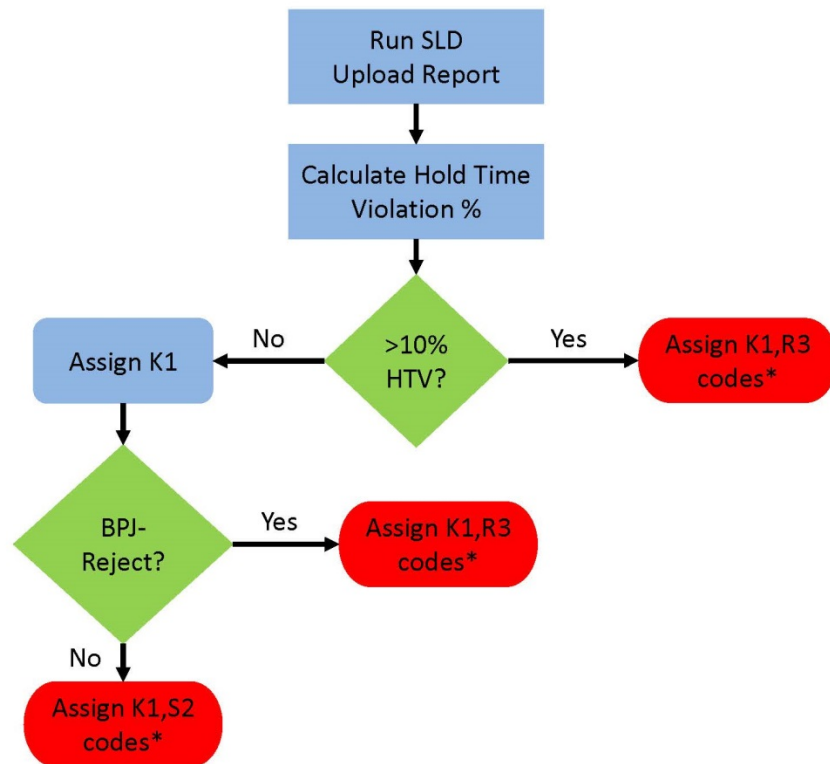 Run SLD
Upload Report
Calculate Hold Time
Violation %
>10%
HTV?
No
Yes
Assign K1
Assign K1,R3
codes*
BPJ-
Reject?
Yes
Assign K1,R3
codes*
No
Assign K1,S2
codes*